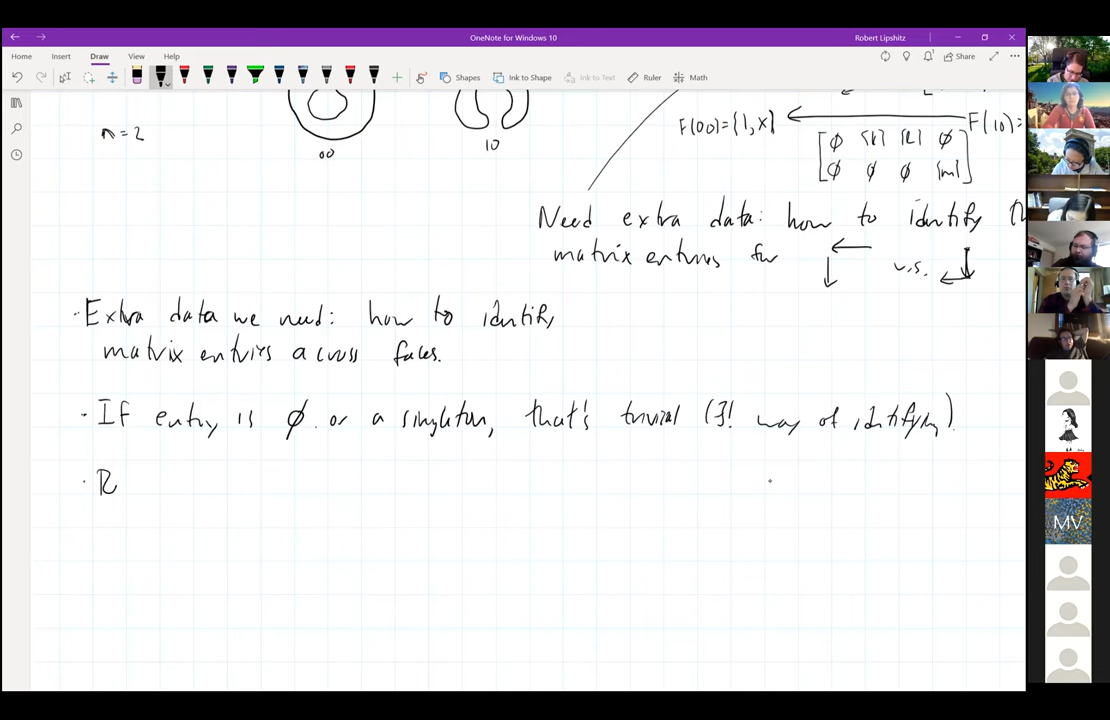 OneNote for Windows 10
Robert Lipshitz
Home Insert Draw View Help
Shapes Ink to Shape Ink to Text Ruler Math
Share
n = 2
00
10
F(00) = {1, X}
F(10) =
[ ∅ {k} {l} ∅
∅ ∅ ∅ {m} ]
Need extra data: how to identify
matrix entries for
v.s.
· Extra data we need: how to identify
matrix entries across faces.
· If entry is ∅ or a singleton, that's trivial (∃! way of identifying).
· R
MV